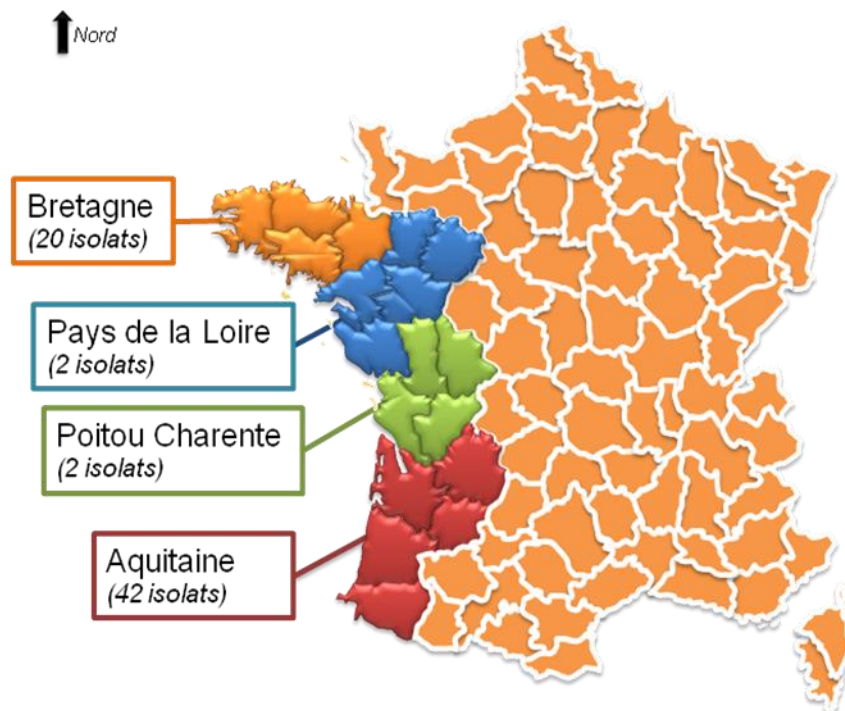 Nord
Bretagne
(20 isolats)
Pays de la Loire
(2 isolats)
Poitou Charente
(2 isolats)
Aquitaine
(42 isolats)